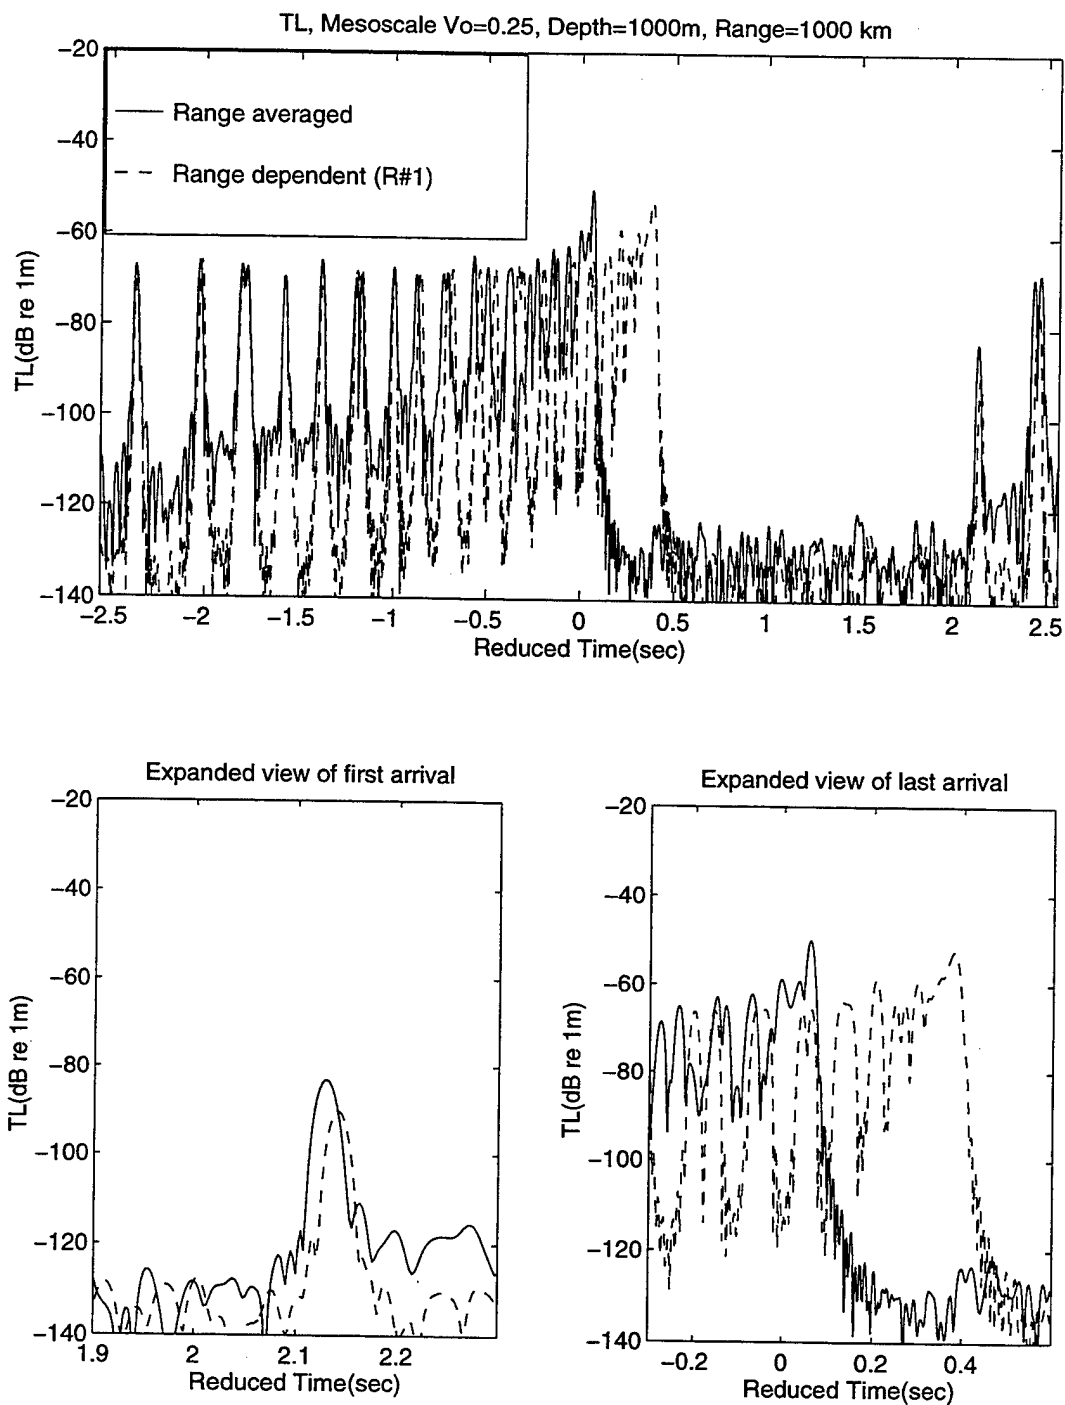 TL, Mesoscale Vo=0.25, Depth=1000m, Range=1000 km
−20
−40
−60
−80
−100
−120
−140
TL(dB re 1m)
Range averaged
Range dependent (R#1)
−2.5 −2 −1.5 −1 −0.5 0 0.5 1 1.5 2 2.5
Reduced Time(sec)
Expanded view of first arrival
−20
−40
−60
−80
−100
−120
−140
TL(dB re 1m)
1.9 2 2.1 2.2
Reduced Time(sec)
Expanded view of last arrival
−20
−40
−60
−80
−100
−120
−140
TL(dB re 1m)
−0.2 0 0.2 0.4
Reduced Time(sec)